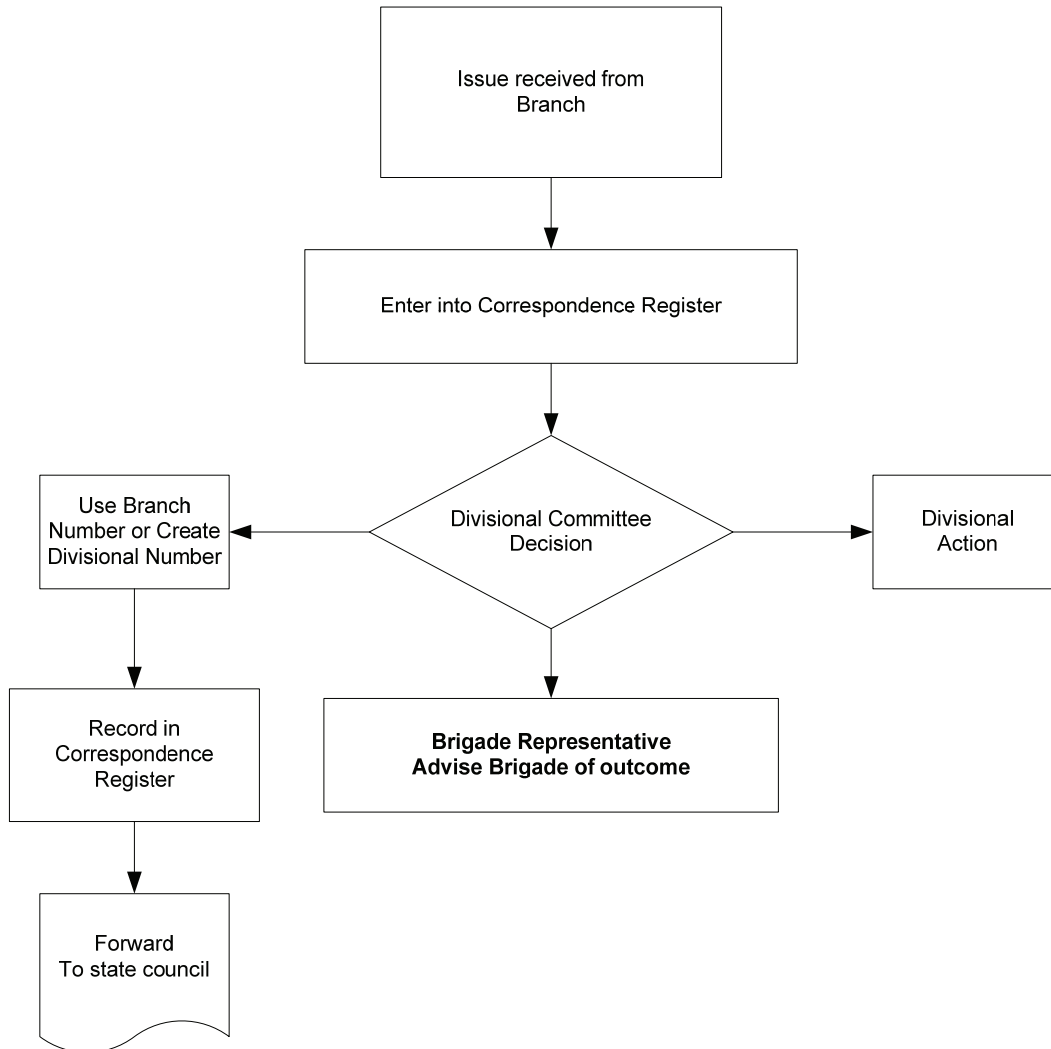 Issue received from
Branch
Enter into Correspondence Register
Use Branch
Number or Create
Divisional Number
Divisional Committee
Decision
Divisional
Action
Record in
Correspondence
Register
Brigade Representative
Advise Brigade of outcome
Forward
To state council